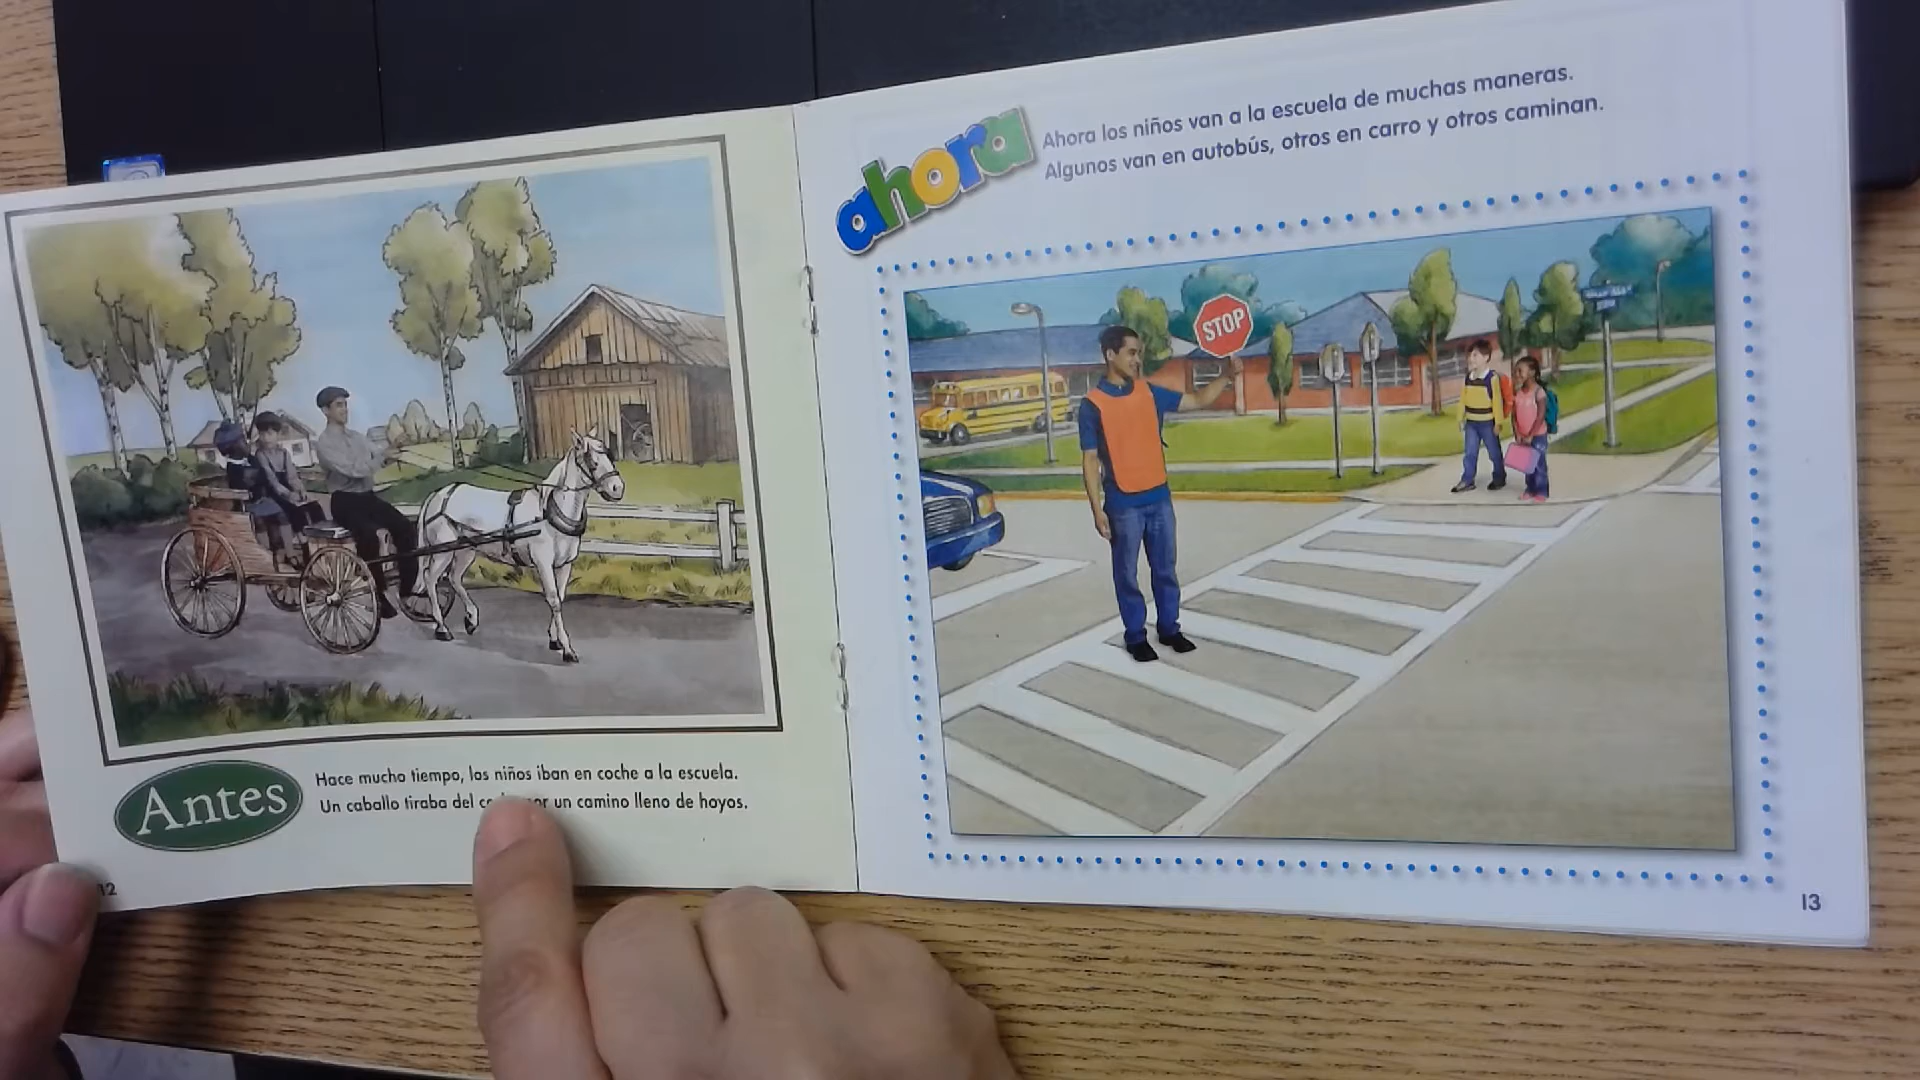 Antes
Hace mucho tiempo, los niños iban en coche a la escuela.
Un caballo tiraba del un camino lleno de hoyos.
12
ahora
Ahora los niños van a la escuela de muchas maneras.
Algunos van en autobús, otros en carro y otros caminan.
STOP
13